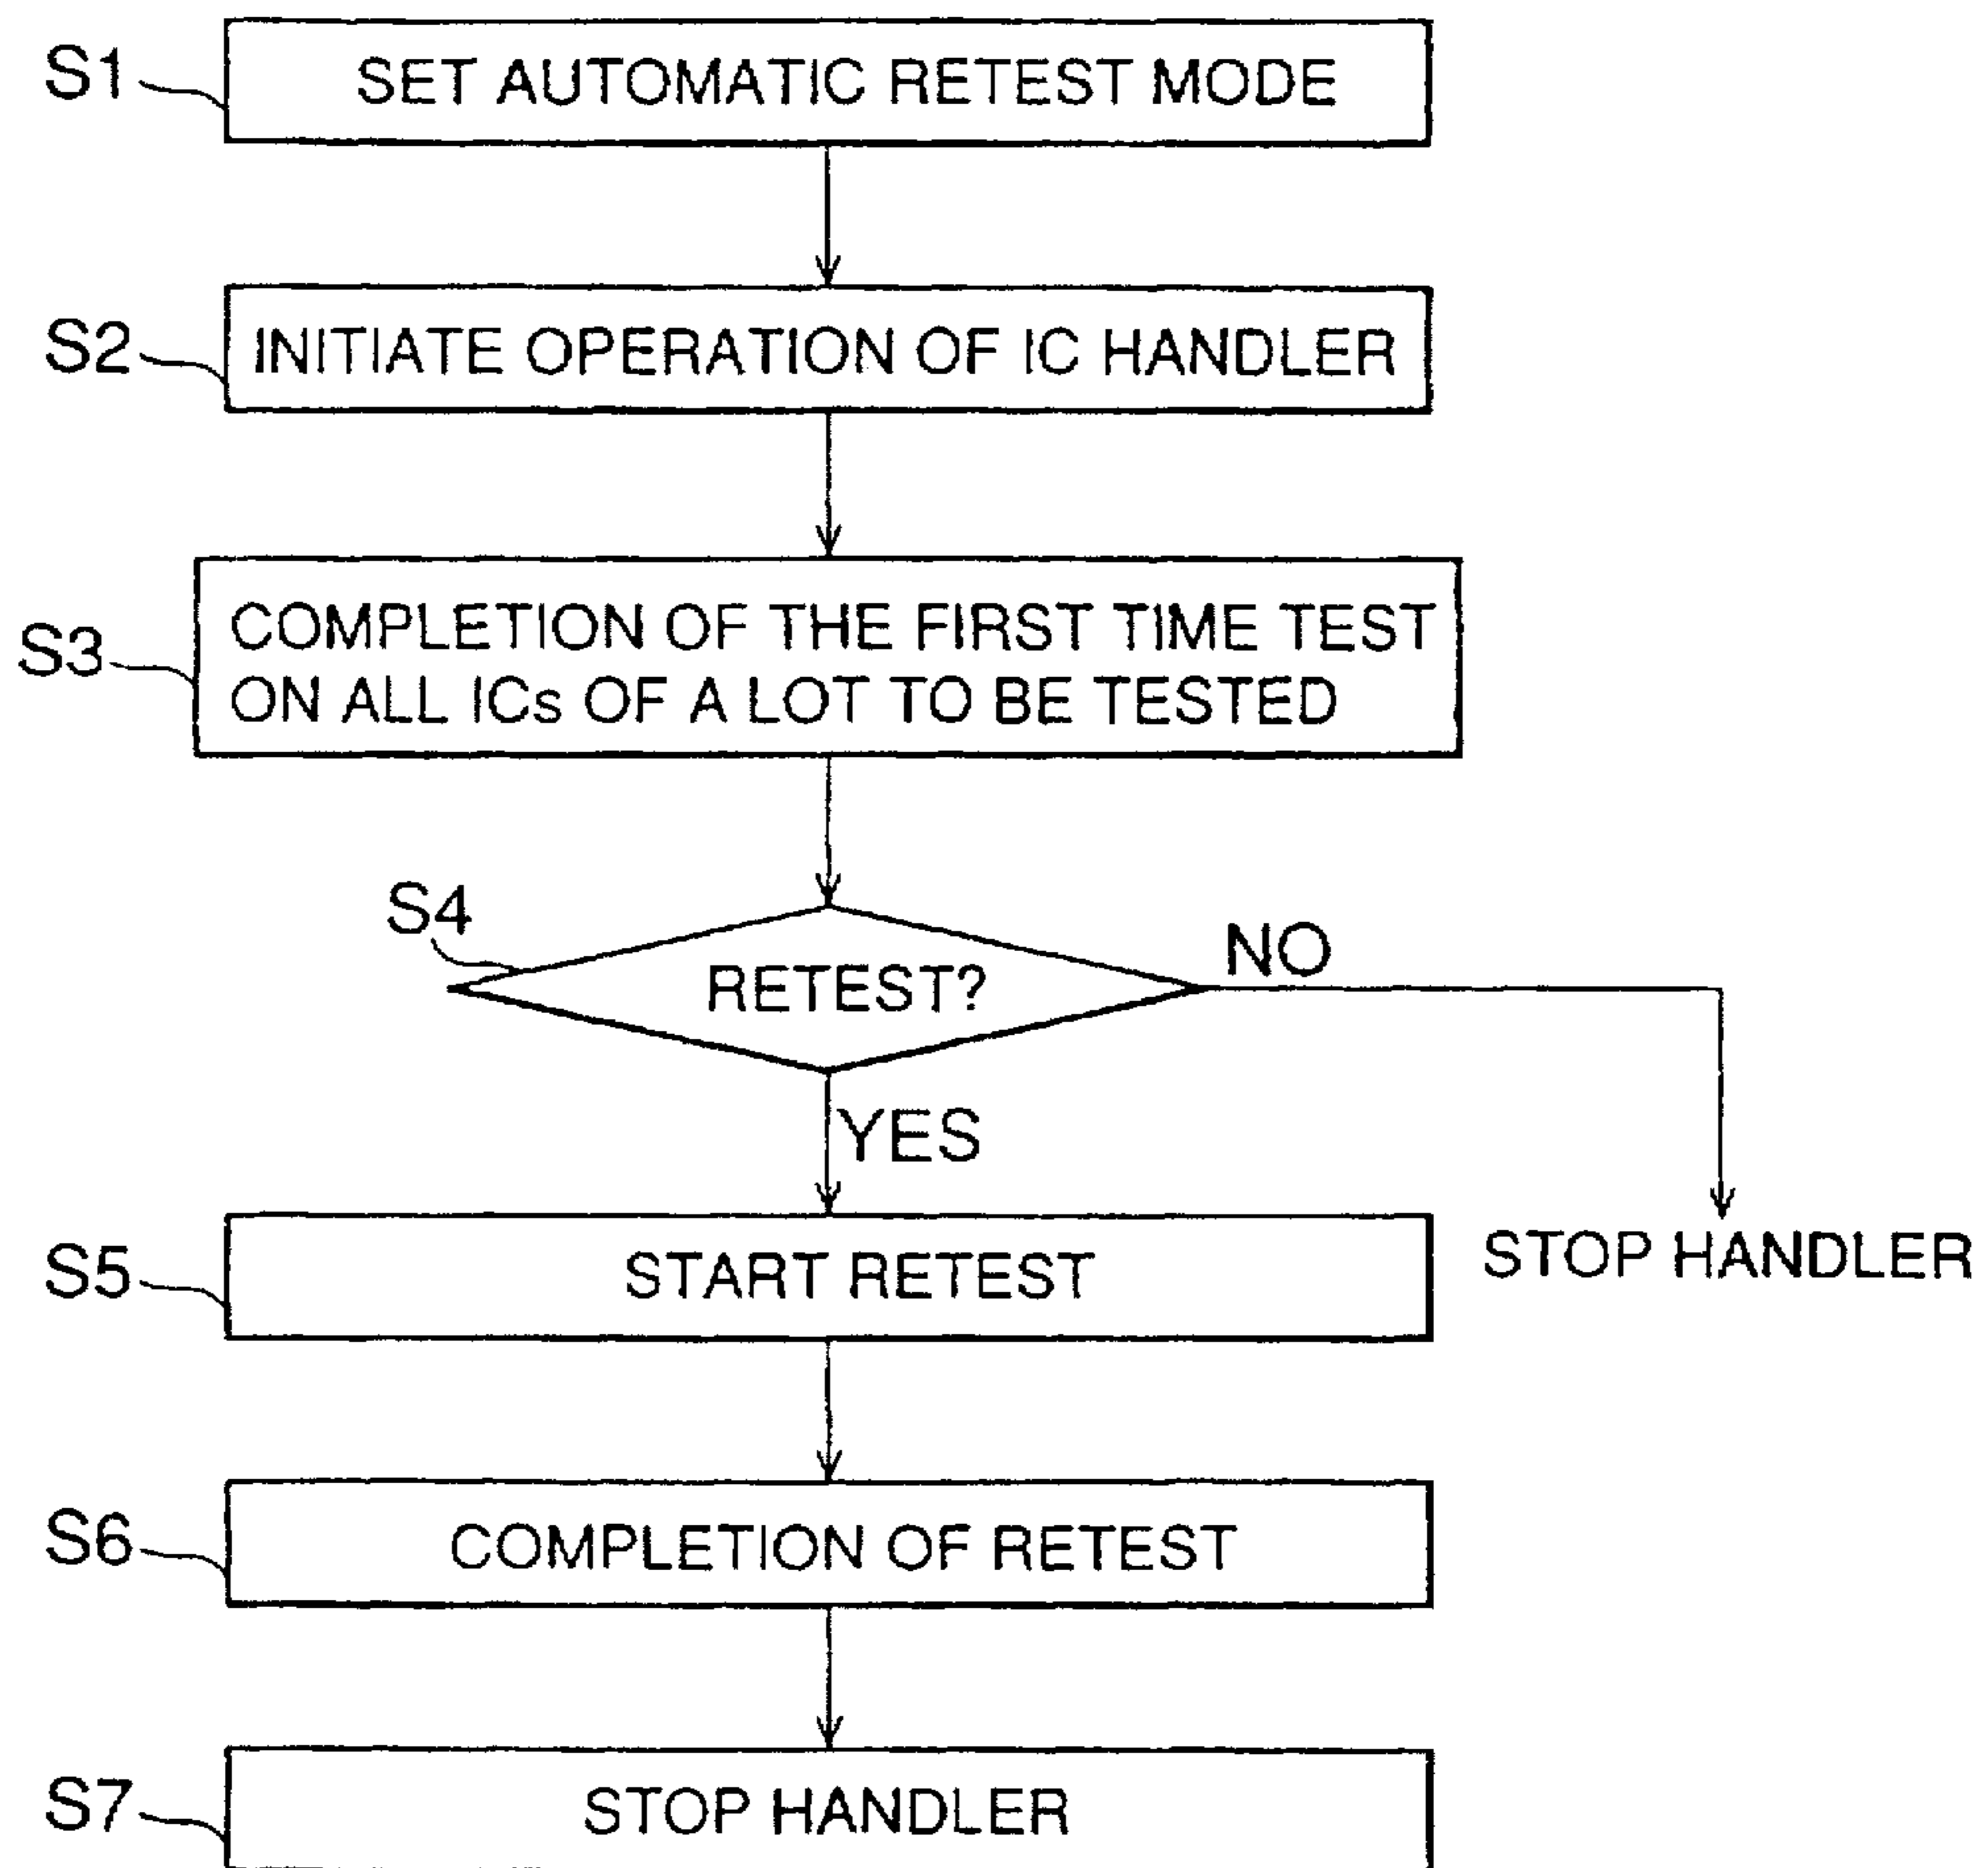 S1
SET AUTOMATIC RETEST MODE
S2
INITIATE OPERATION OF IC HANDLER
S3
COMPLETION OF THE FIRST TIME TEST
ON ALL ICs OF A LOT TO BE TESTED
S4
RETEST?
NO
YES
S5
START RETEST
STOP HANDLER
S6
COMPLETION OF RETEST
S7
STOP HANDLER